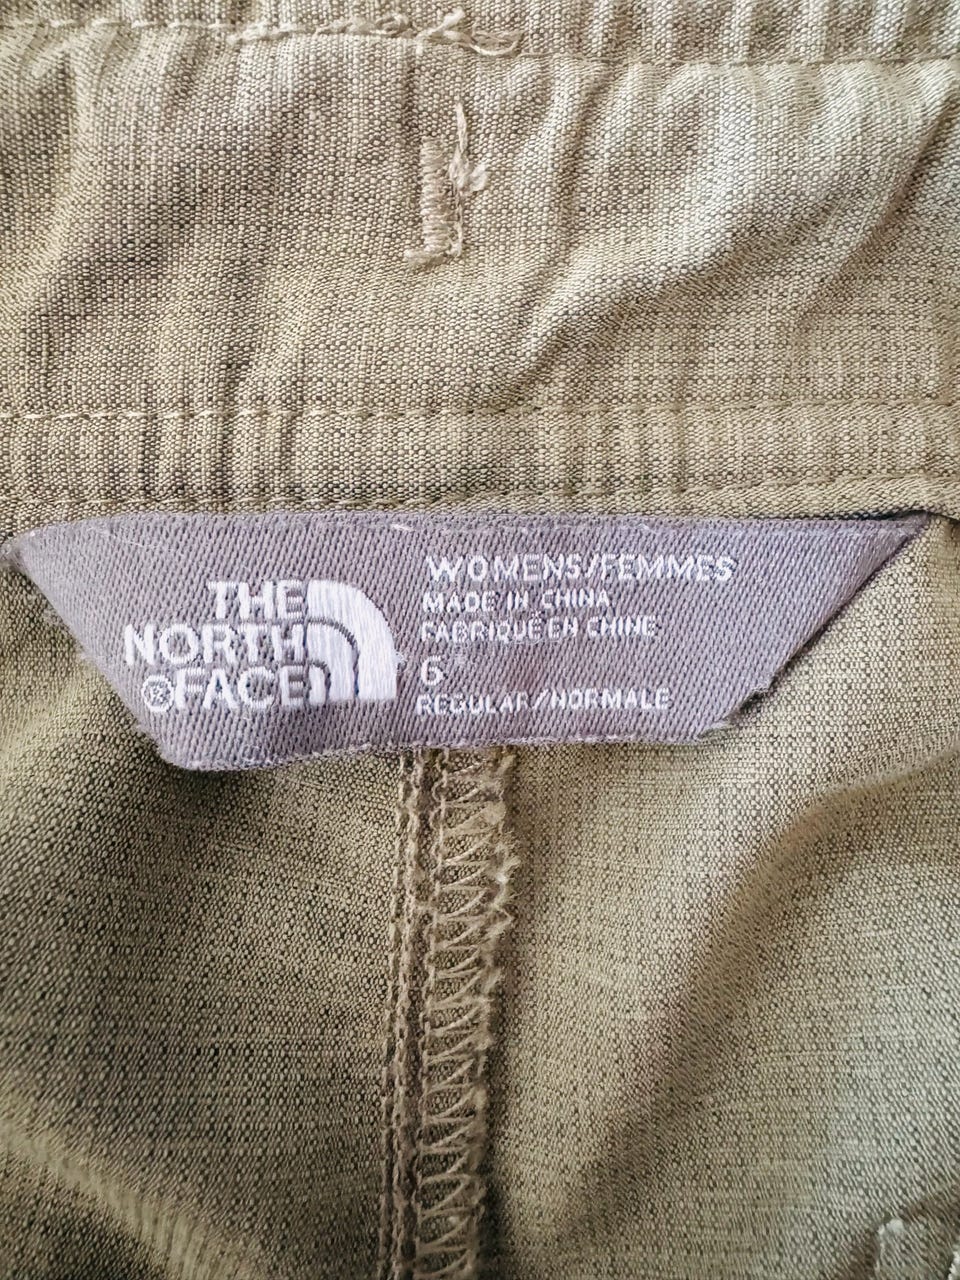 THE
NORTH
®FACE
WOMENS/FEMMES
MADE IN CHINA
FABRIQUÉ EN CHINE
6
REGULAR/NORMALE